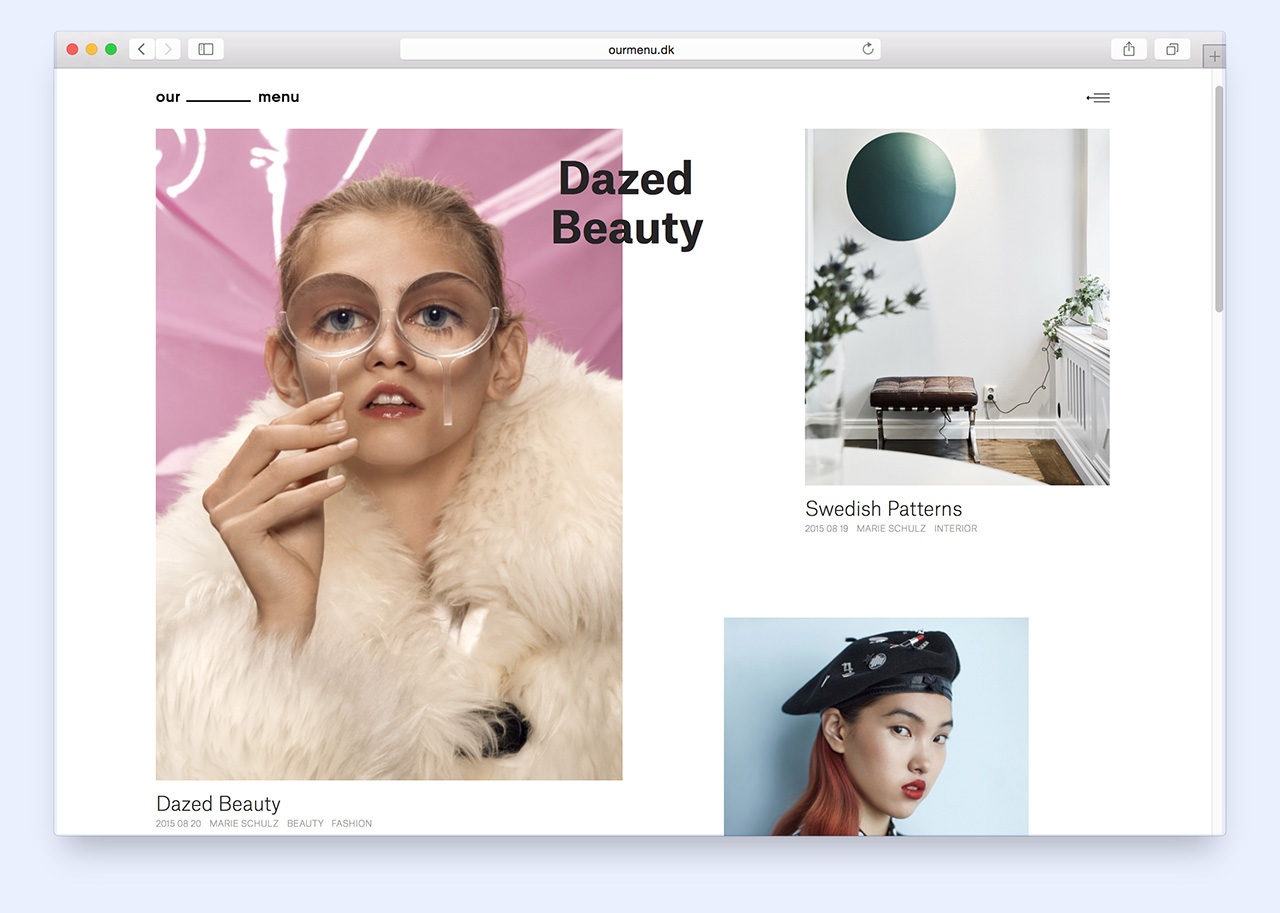 ourmenu.dk
our ______ menu
Dazed
Beauty
Swedish Patterns
2015 08 19 MARIE SCHULZ INTERIOR
Dazed Beauty
2015 08 20 MARIE SCHULZ BEAUTY FASHION